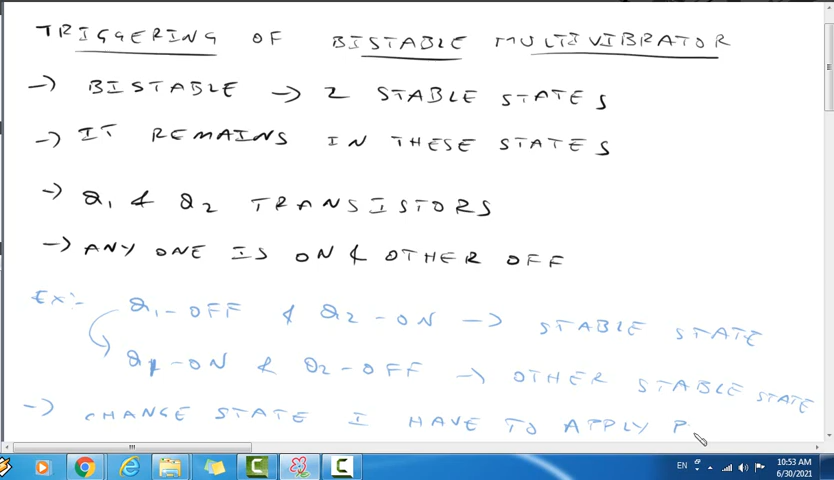 TRIGGERING OF BISTABLE MULTIVIBRATOR
→ BISTABLE → 2 STABLE STATES
→ IT REMAINS IN THESE STATES
→ Q1 & Q2 TRANSISTORS
→ ANY ONE IS ON & OTHER OFF
EX:- Q1-OFF & Q2-ON → STABLE STATE
Q1-ON & Q2-OFF → OTHER STABLE STATE
→ CHANGE STATE I HAVE TO APPLY P
EN 10:53 AM
6/30/2021